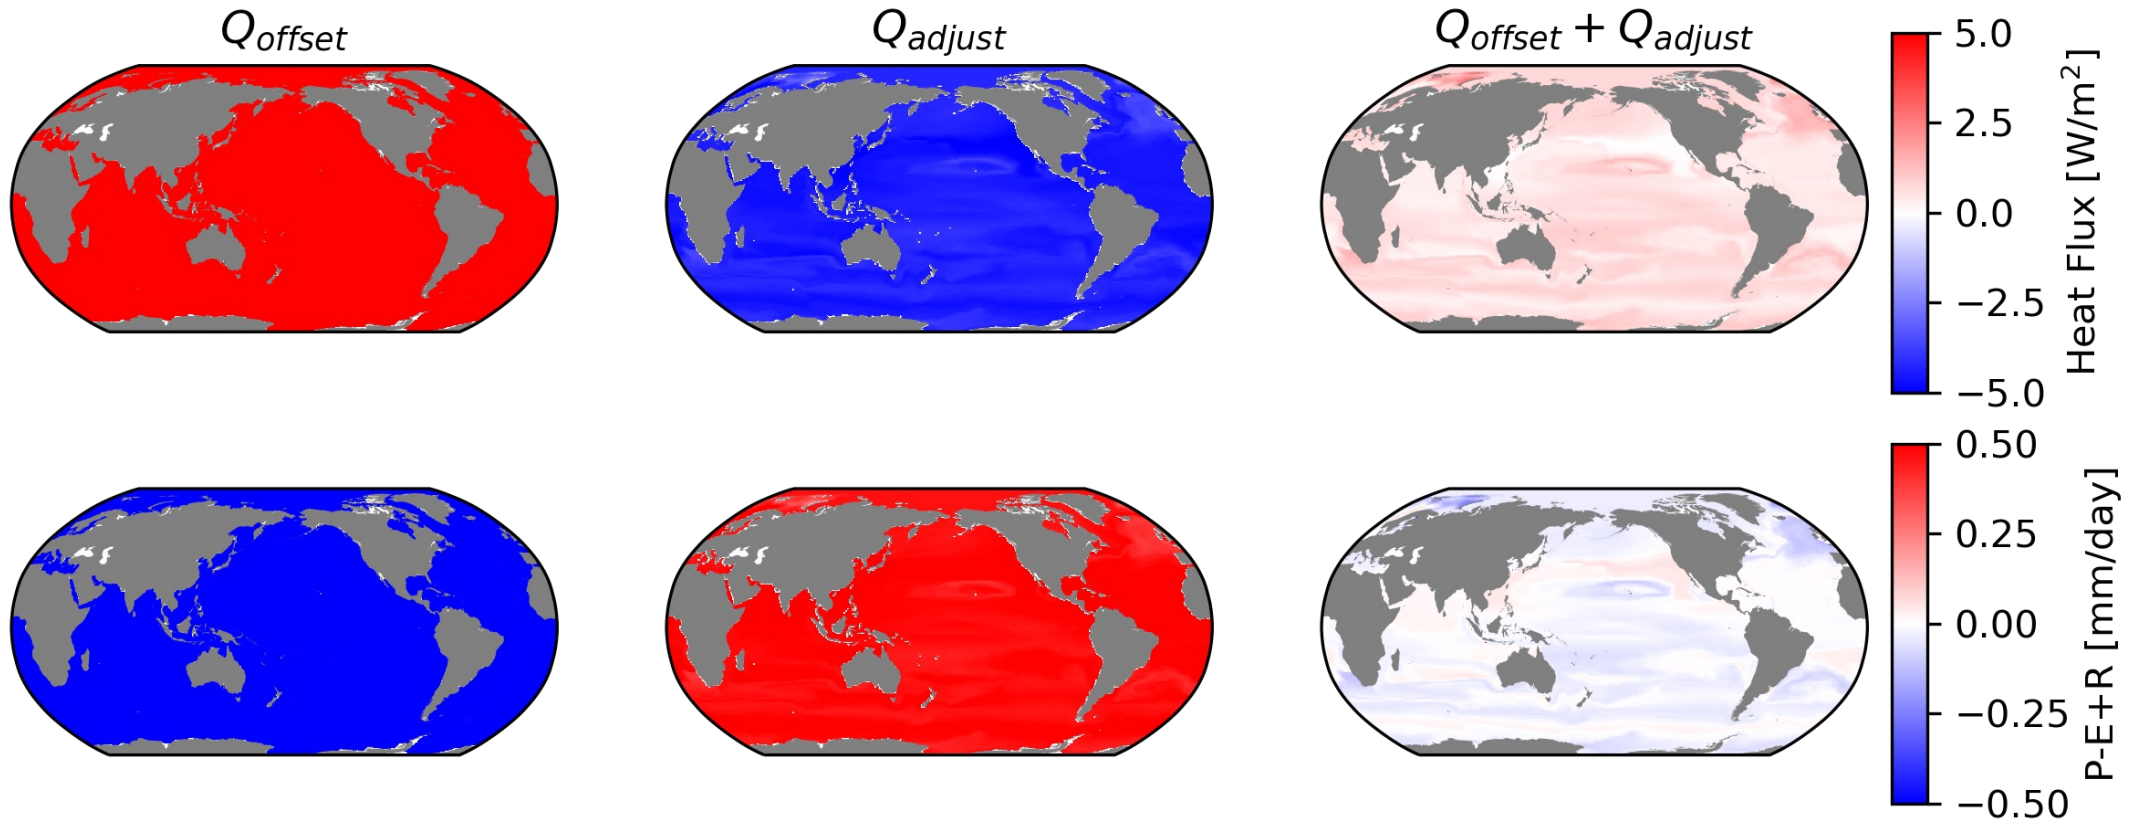 Q_offset
Q_adjust
Q_offset + Q_adjust
5.0
2.5
0.0
−2.5
−5.0
Heat Flux [W/m²]
0.50
0.25
0.00
−0.25
−0.50
P-E+R [mm/day]